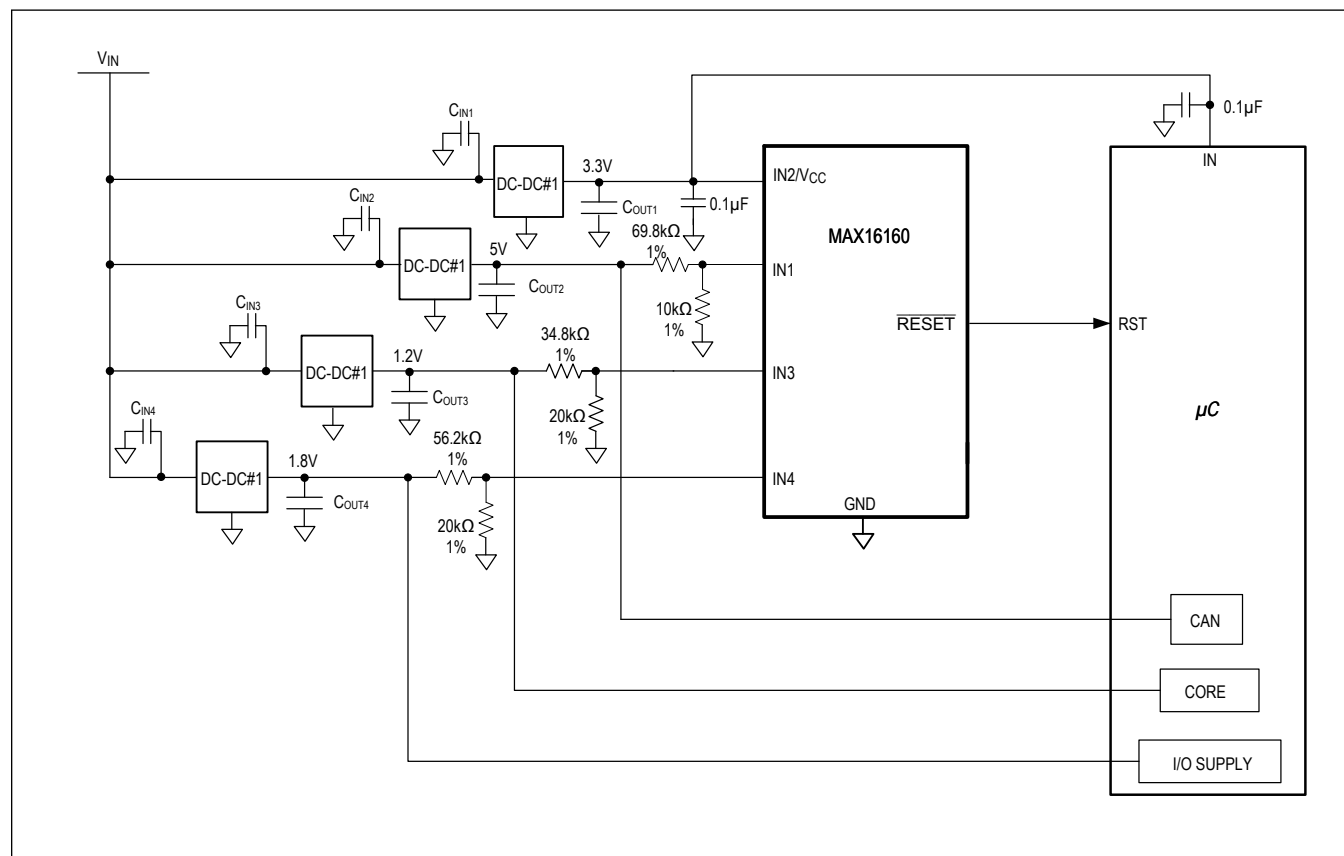 VIN
CIN1
0.1µF
IN
DC-DC#1
3.3V
COUT1
0.1µF
IN2/VCC
MAX16160
CIN2
DC-DC#1
5V
COUT2
69.8kΩ
1%
IN1
10kΩ
1%
RESET
RST
CIN3
DC-DC#1
1.2V
COUT3
34.8kΩ
1%
IN3
20kΩ
1%
µC
CIN4
DC-DC#1
1.8V
COUT4
56.2kΩ
1%
IN4
20kΩ
1%
GND
CAN
CORE
I/O SUPPLY